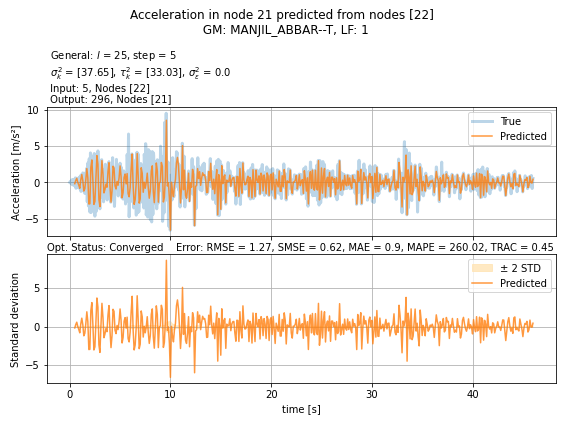 Acceleration in node 21 predicted from nodes [22]
GM: MANJIL_ABBAR--T, LF: 1
General: l = 25, step = 5
σ²ₖ = [37.65], τ²ₖ = [33.03], σ²ε = 0.0
Input: 5, Nodes [22]
Output: 296, Nodes [21]
Acceleration [m/s²]
10
5
0
−5
True
Predicted
Opt. Status: Converged Error: RMSE = 1.27, SMSE = 0.62, MAE = 0.9, MAPE = 260.02, TRAC = 0.45
Standard deviation
5
0
−5
± 2 STD
Predicted
0 10 20 30 40
time [s]